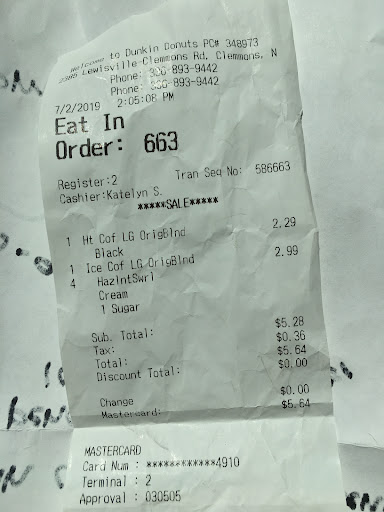 Welcome to Dunkin Donuts PC# 348973
2385 Lewisville-Clemmons Rd. Clemmons, N
Phone: 336-893-9442
Phone: 336-893-9442
7/2/2019 2:05:08 PM
Eat In
Order: 663
Register:2 Tran Seq No: 586663
Cashier:Katelyn S.
*****SALE*****
1 Ht Cof LG OrigBlnd 2.29
Black
1 Ice Cof LG OrigBlnd 2.99
4 HazlntSwrl
Cream
1 Sugar
Sub. Total: $5.28
Tax: $0.36
Total: $5.64
Discount Total: $0.00
Change $0.00
Mastercard: $5.64
MASTERCARD
Card Num : ************4910
Terminal : 2
Approval : 030505